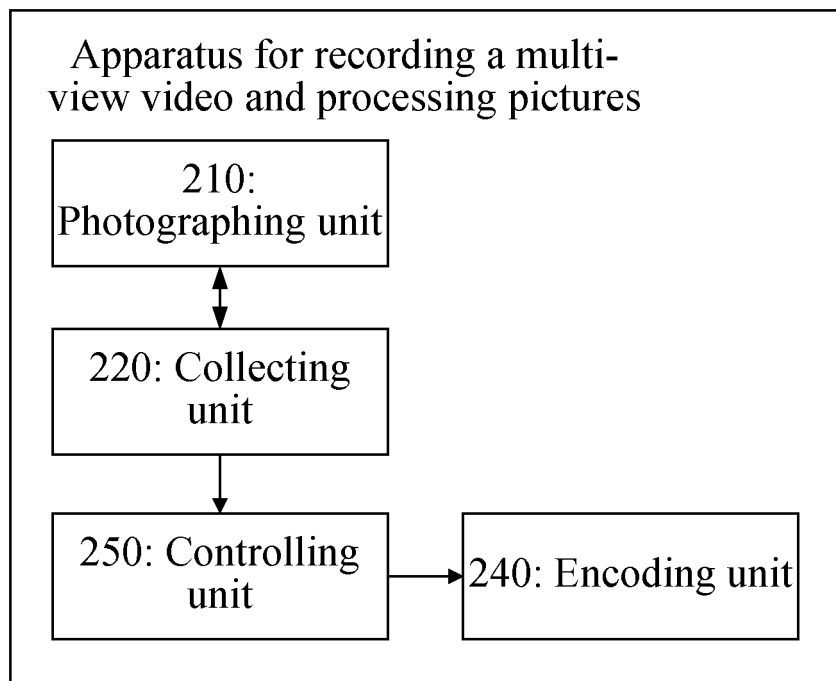 Apparatus for recording a multi-
view video and processing pictures
210:
Photographing unit
220: Collecting
unit
250: Controlling
unit
240: Encoding unit